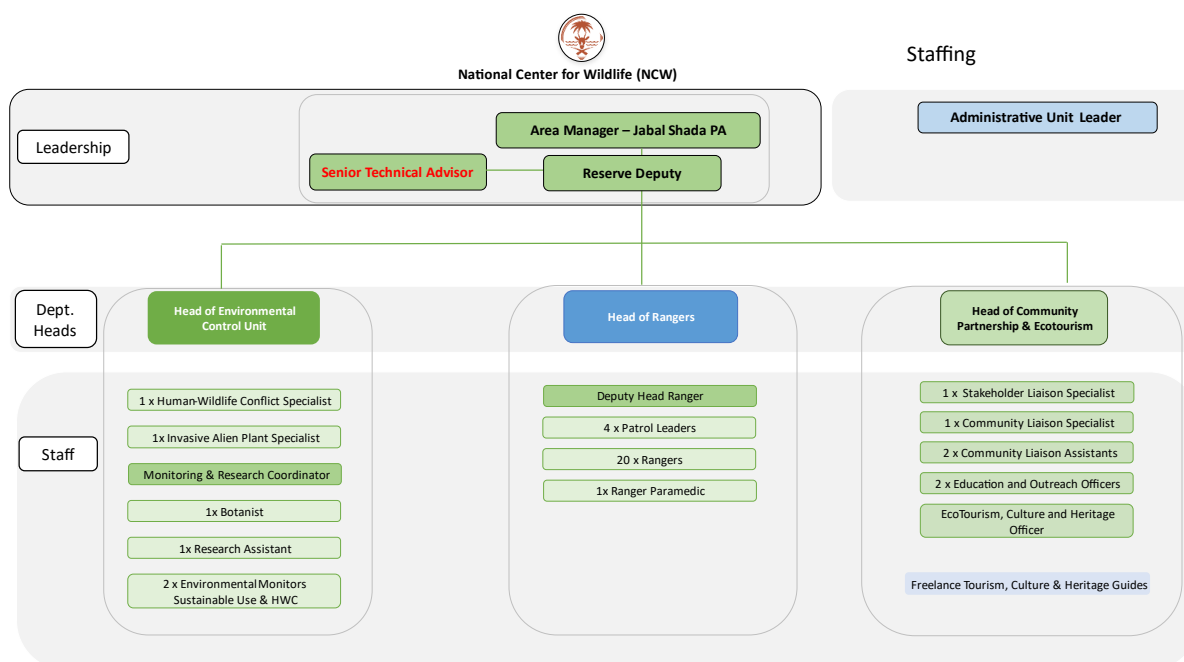 National Center for Wildlife (NCW)
Staffing
Leadership
Area Manager – Jabal Shada PA
Senior Technical Advisor
Reserve Deputy
Administrative Unit Leader
Dept.
Heads
Head of Environmental
Control Unit
Head of Rangers
Head of Community
Partnership & Ecotourism
Staff
1 x Human-Wildlife Conflict Specialist
1x Invasive Alien Plant Specialist
Monitoring & Research Coordinator
1x Botanist
1x Research Assistant
2 x Environmental Monitors
Sustainable Use & HWC
Deputy Head Ranger
4 x Patrol Leaders
20 x Rangers
1x Ranger Paramedic
1 x Stakeholder Liaison Specialist
1 x Community Liaison Specialist
2 x Community Liaison Assistants
2 x Education and Outreach Officers
EcoTourism, Culture and Heritage
Officer
Freelance Tourism, Culture & Heritage Guides